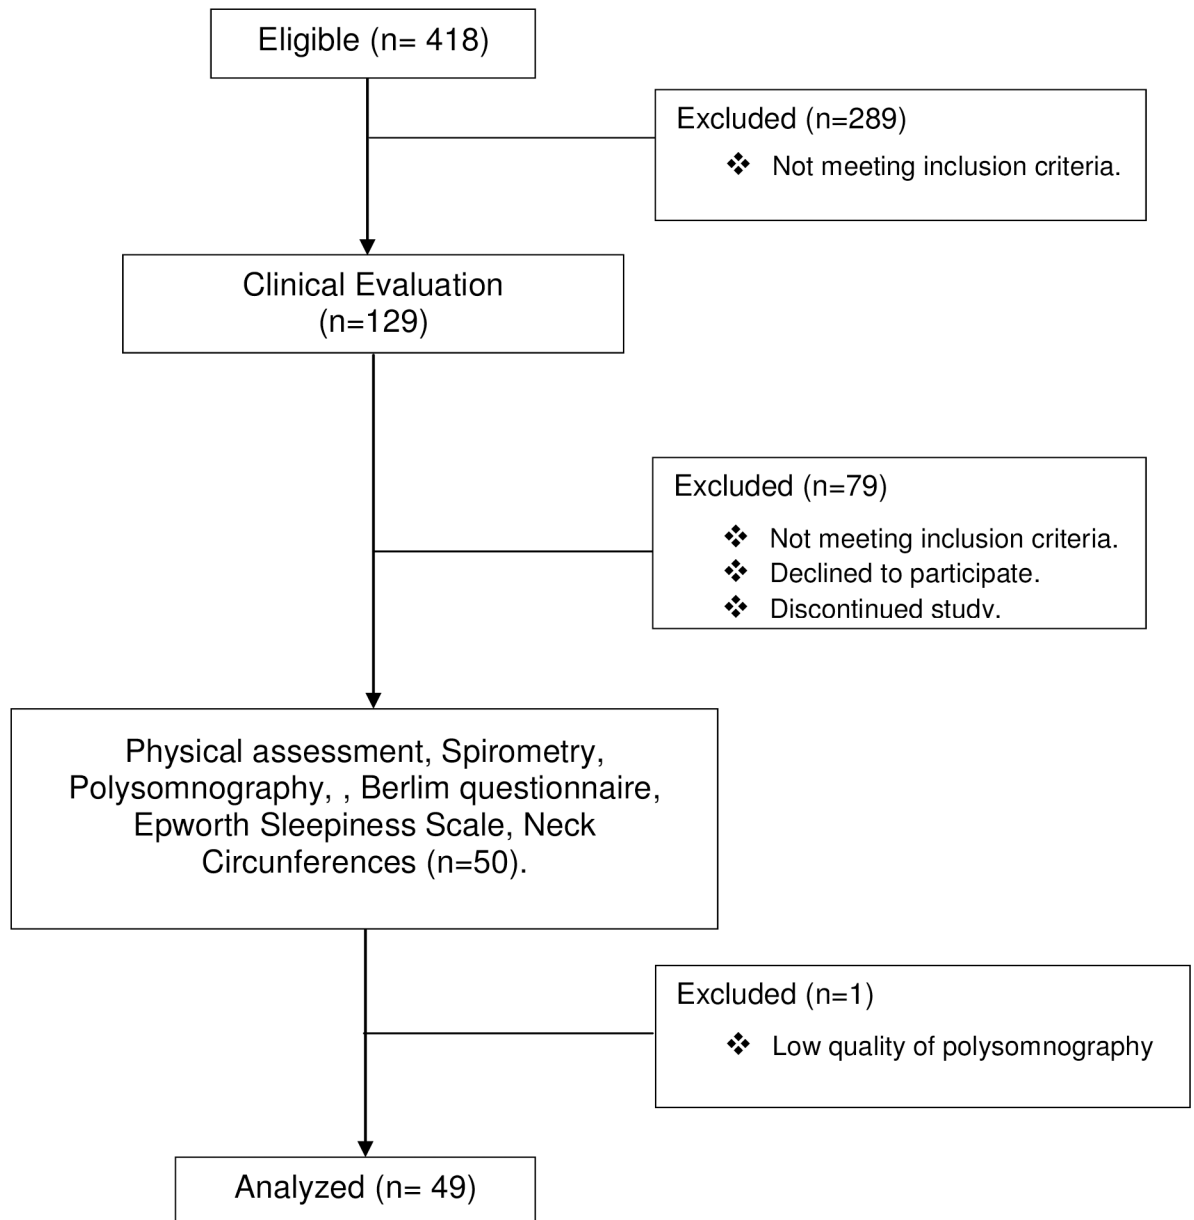 Eligible (n= 418)
Excluded (n=289)
❖ Not meeting inclusion criteria.
Clinical Evaluation
(n=129)
Excluded (n=79)
❖ Not meeting inclusion criteria.
❖ Declined to participate.
❖ Discontinued study.
Physical assessment, Spirometry,
Polysomnography, , Berlim questionnaire,
Epworth Sleepiness Scale, Neck
Circunferences (n=50).
Excluded (n=1)
❖ Low quality of polysomnography
Analyzed (n= 49)